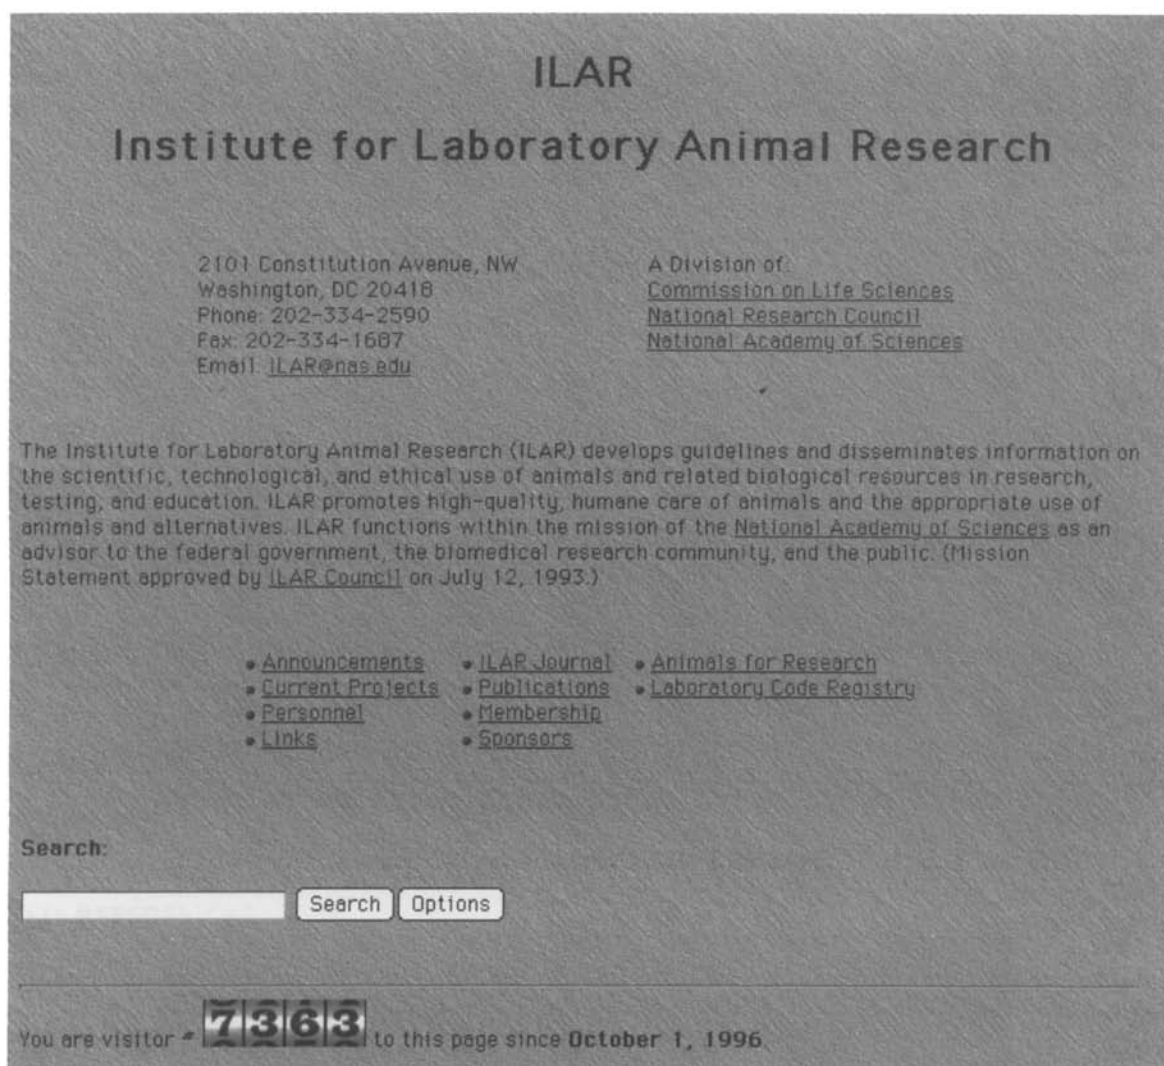 ILAR
Institute for Laboratory Animal Research
2101 Constitution Avenue, NW
Washington, DC 20418
Phone: 202-334-2590
Fax: 202-334-1687
Email: ILAR@nas.edu
A Division of:
Commission on Life Sciences
National Research Council
National Academy of Sciences
The Institute for Laboratory Animal Research (ILAR) develops guidelines and disseminates information on
the scientific, technological, and ethical use of animals and related biological resources in research,
testing, and education. ILAR promotes high-quality, humane care of animals and the appropriate use of
animals and alternatives. ILAR functions within the mission of the National Academy of Sciences as an
advisor to the federal government, the biomedical research community, and the public. (Mission
Statement approved by ILAR Council on July 12, 1993.)
• Announcements • ILAR Journal • Animals for Research
• Current Projects • Publications • Laboratory Code Registry
• Personnel • Membership
• Links • Sponsors
Search:
Search Options
You are visitor # 7363 to this page since October 1, 1996.